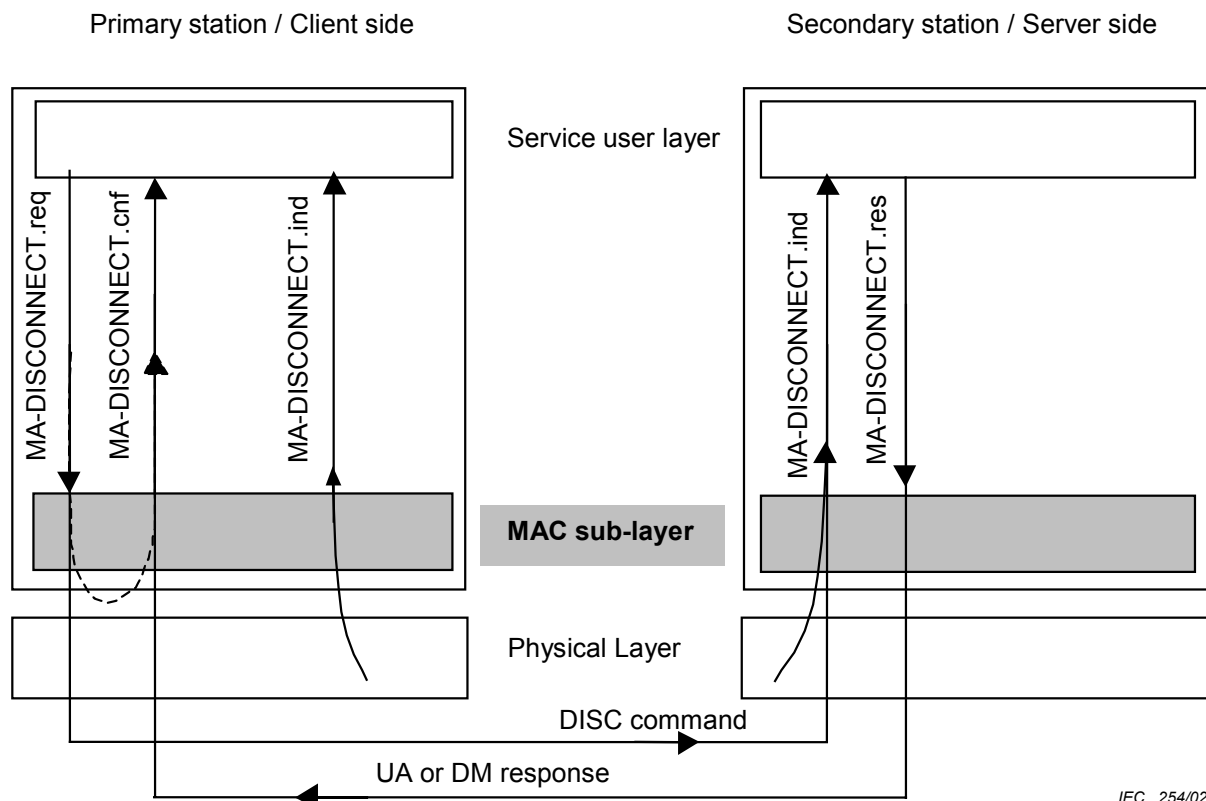 Primary station / Client side
Secondary station / Server side
Service user layer
MA-DISCONNECT.req
MA-DISCONNECT.cnf
MA-DISCONNECT.ind
MA-DISCONNECT.ind
MA-DISCONNECT.res
MAC sub-layer
Physical Layer
DISC command
UA or DM response
IEC 254/02